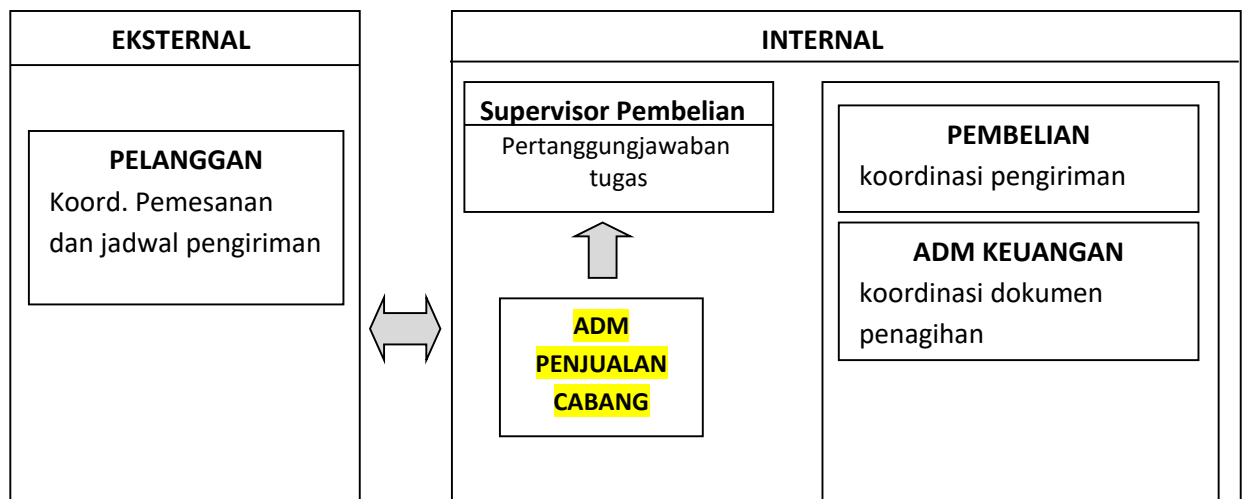 EKSTERNAL
PELANGGAN
Koord. Pemesanan
dan jadwal pengiriman
INTERNAL
Supervisor Pembelian
Pertanggungjawaban
tugas
ADM
PENJUALAN
CABANG
PEMBELIAN
koordinasi pengiriman
ADM KEUANGAN
koordinasi dokumen
penagihan